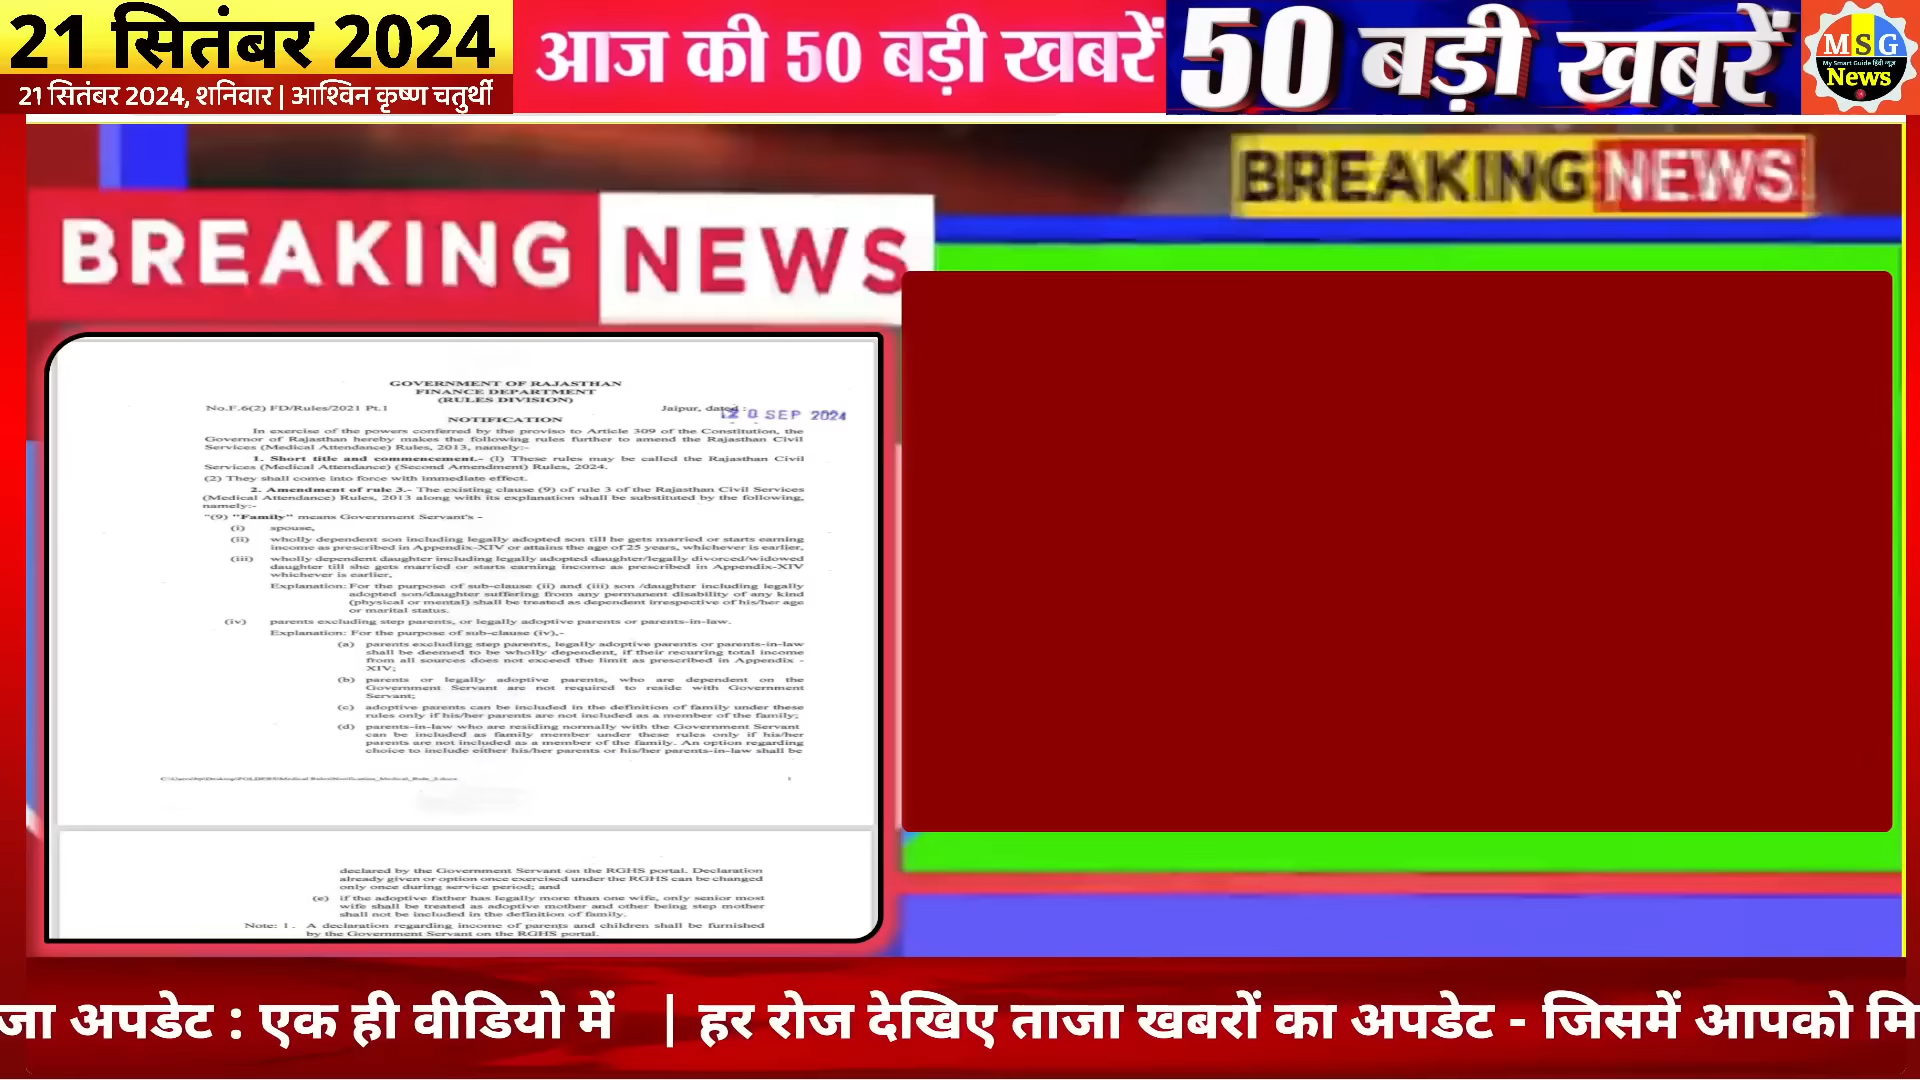 21 सितंबर 2024
21 सितंबर 2024, शनिवार | आश्विन कृष्ण चतुर्थी
आज की 50 बड़ी खबरें
50 बड़ी खबरें
MSG
My Smart Guide हिंदी न्यूज़
News
BREAKING NEWS
BREAKING NEWS
GOVERNMENT OF RAJASTHAN
FINANCE DEPARTMENT
(RULES DIVISION)
No.F.6(2) FD/Rules/2021 Pt.1
Jaipur, dated :
20 SEP 2024
NOTIFICATION
In exercise of the powers conferred by the proviso to Article 309 of the Constitution, the
Governor of Rajasthan hereby makes the following rules further to amend the Rajasthan Civil
Services (Medical Attendance) Rules, 2013, namely:-
1. Short title and commencement.- (1) These rules may be called the Rajasthan Civil
Services (Medical Attendance) (Second Amendment) Rules, 2024.
(2) They shall come into force with immediate effect.
2. Amendment of rule 3.- The existing clause (9) of rule 3 of the Rajasthan Civil Services
(Medical Attendance) Rules, 2013 along with its explanation shall be substituted by the following,
namely:-
"(9) "Family" means Government Servant's -
(i) spouse,
(ii) wholly dependent son including legally adopted son till he gets married or starts earning
income as prescribed in Appendix-XIV or attains the age of 25 years, whichever is earlier,
(iii) wholly dependent daughter including legally adopted daughter/legally divorced/widowed
daughter till she gets married or starts earning income as prescribed in Appendix-XIV
whichever is earlier,
Explanation: For the purpose of sub-clause (ii) and (iii) son /daughter including legally
adopted son/daughter suffering from any permanent disability of any kind
(physical or mental) shall be treated as dependent irrespective of his/her age
or marital status.
(iv) parents excluding step parents, or legally adoptive parents or parents-in-law.
Explanation: For the purpose of sub-clause (iv),-
(a) parents excluding step parents, legally adoptive parents or parents-in-law
shall be deemed to be wholly dependent, if their recurring total income
from all sources does not exceed the limit as prescribed in Appendix -
XIV;
(b) parents or legally adoptive parents, who are dependent on the
Government Servant are not required to reside with Government
Servant;
(c) adoptive parents can be included in the definition of family under these
rules only if his/her parents are not included as a member of the family;
(d) parents-in-law who are residing normally with the Government Servant
can be included as family member under these rules only if his/her
parents are not included as a member of the family. An option regarding
choice to include either his/her parents or his/her parents-in-law shall be
1
declared by the Government Servant on the RGHS portal. Declaration
already given or option once exercised under the RGHS can be changed
only once during service period; and
(e) if the adoptive father has legally more than one wife, only senior most
wife shall be treated as adoptive mother and other being step mother
shall not be included in the definition of family.
Note: 1. A declaration regarding income of parents and children shall be furnished
by the Government Servant on the RGHS portal.
जा अपडेट : एक ही वीडियो में | हर रोज देखिए ताजा खबरों का अपडेट - जिसमें आपको मि